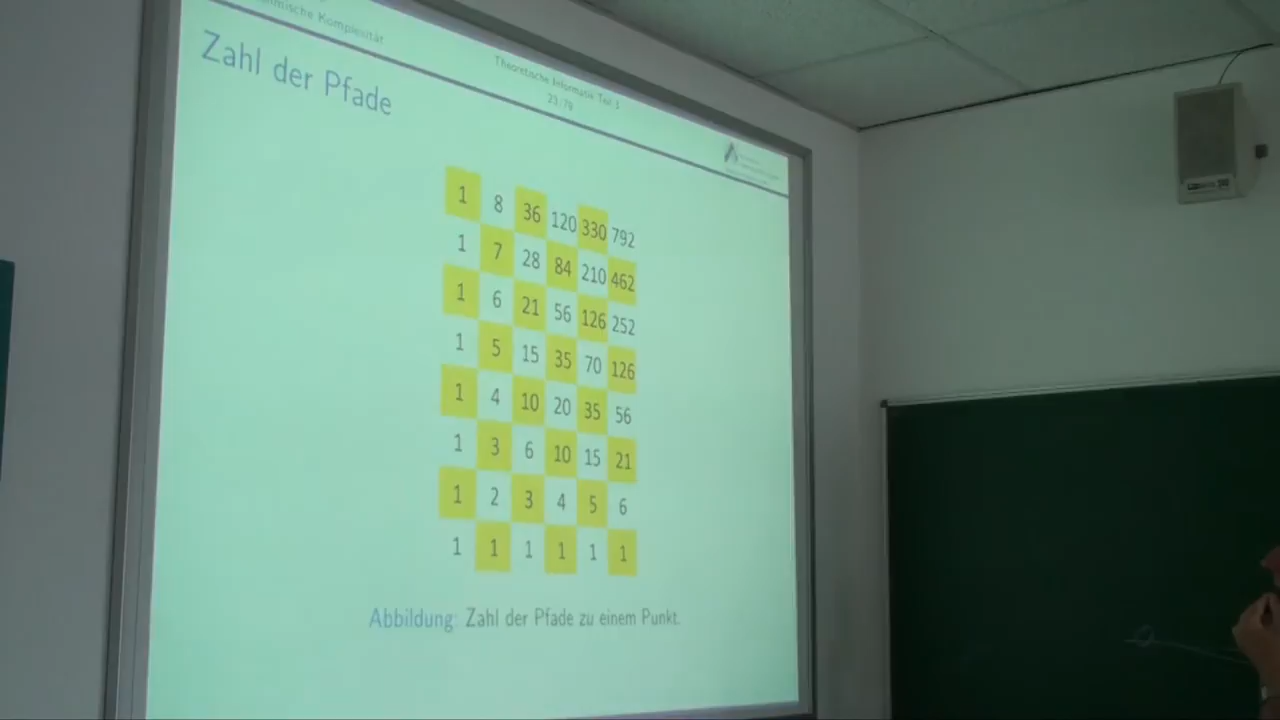 Komplexität
Theoretische Informatik Teil 1
23/79
Zahl der Pfade
1 8 36 120 330 792
1 7 28 84 210 462
1 6 21 56 126 252
1 5 15 35 70 126
1 4 10 20 35 56
1 3 6 10 15 21
1 2 3 4 5 6
1 1 1 1 1 1
Abbildung: Zahl der Pfade zu einem Punkt.